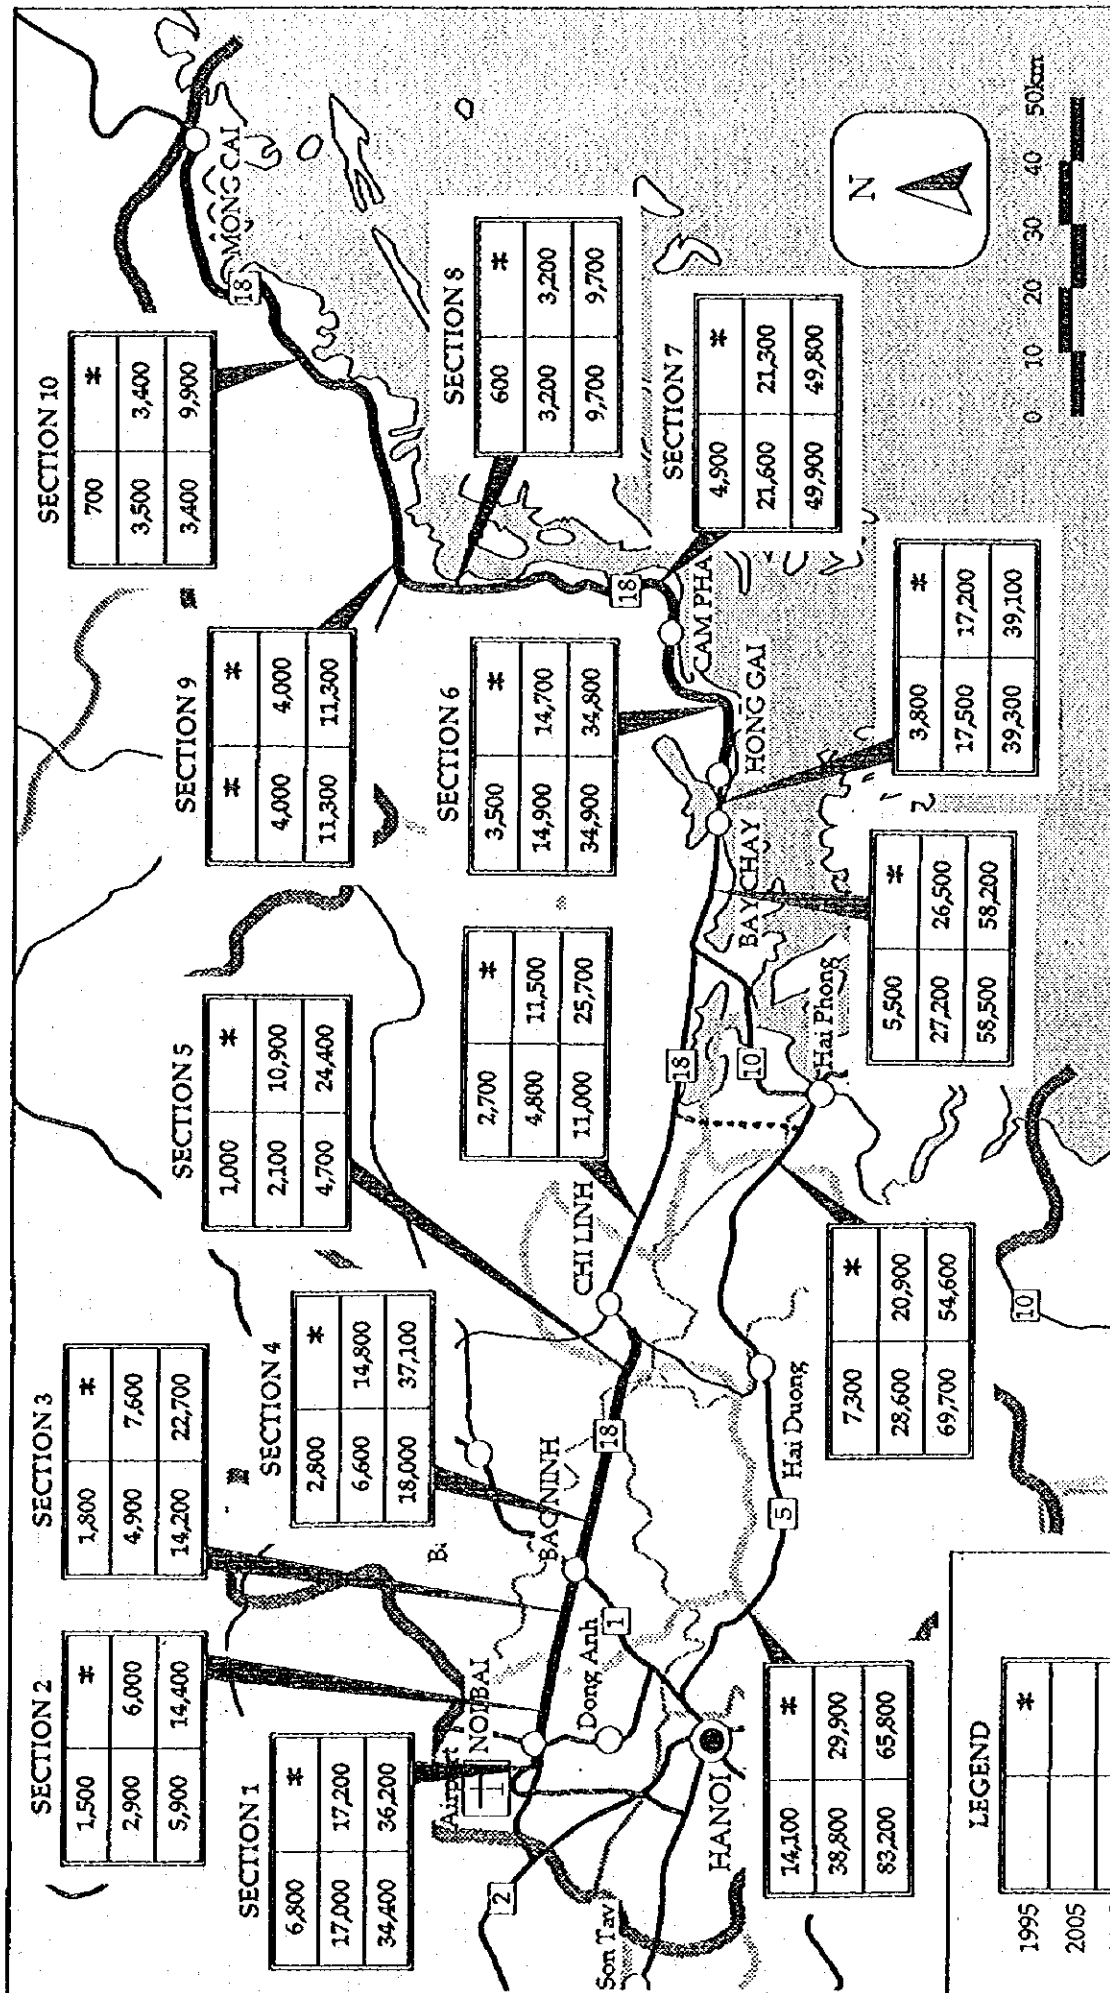 SECTION 1
6,800 *
17,000 17,200
34,400 36,200
SECTION 2
1,500 *
2,900 6,000
5,900 14,400
SECTION 3
1,800 *
4,900 7,600
14,200 22,700
SECTION 4
2,800 *
6,600 14,800
18,000 37,100
SECTION 5
1,000 *
2,100 10,900
4,700 24,400
SECTION 9
* *
4,000 4,000
11,300 11,300
SECTION 10
700 *
3,500 3,400
3,400 9,900
SECTION 6
3,500 *
14,900 14,700
34,900 34,800
SECTION 8
600 *
3,200 3,200
9,700 9,700
SECTION 7
4,900 *
21,600 21,300
49,900 49,800
2,700 *
4,800 11,500
11,000 25,700
3,800 *
17,500 17,200
39,300 39,100
5,500 *
27,200 26,500
58,500 58,200
7,300 *
28,600 20,900
69,700 54,600
14,100 *
38,800 29,900
83,200 65,800
MONG CAI
18
18
CAM PHA
HONG GAI
BAY CHAY
18
10
Hai Phong
CHI LINH
18
BAC NINH
Ba
Hai Duong
5
1
Dong Anh
NOI BAI
Airport
2
HANOI
Son Tay
10
N
0 10 20 30 40 50km
LEGEND
1995 *
2005